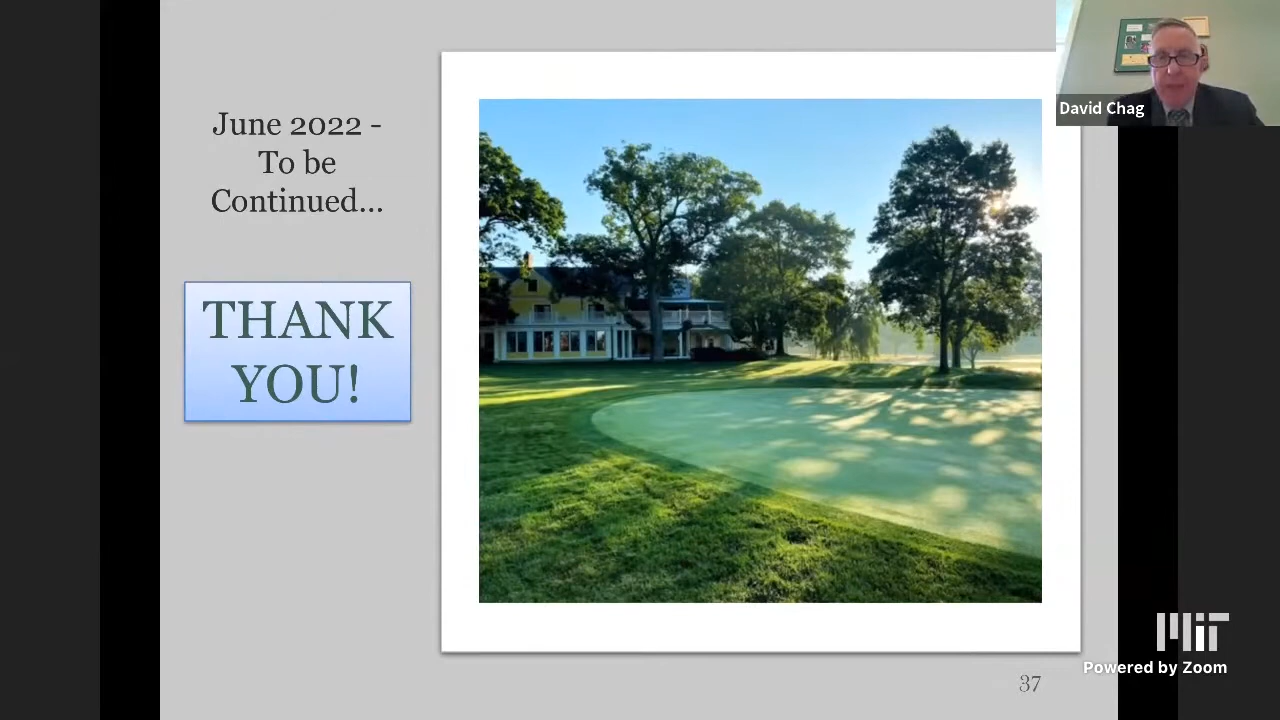 June 2022 -
To be
Continued...
THANK
YOU!
David Chag
MIT
Powered by Zoom
37